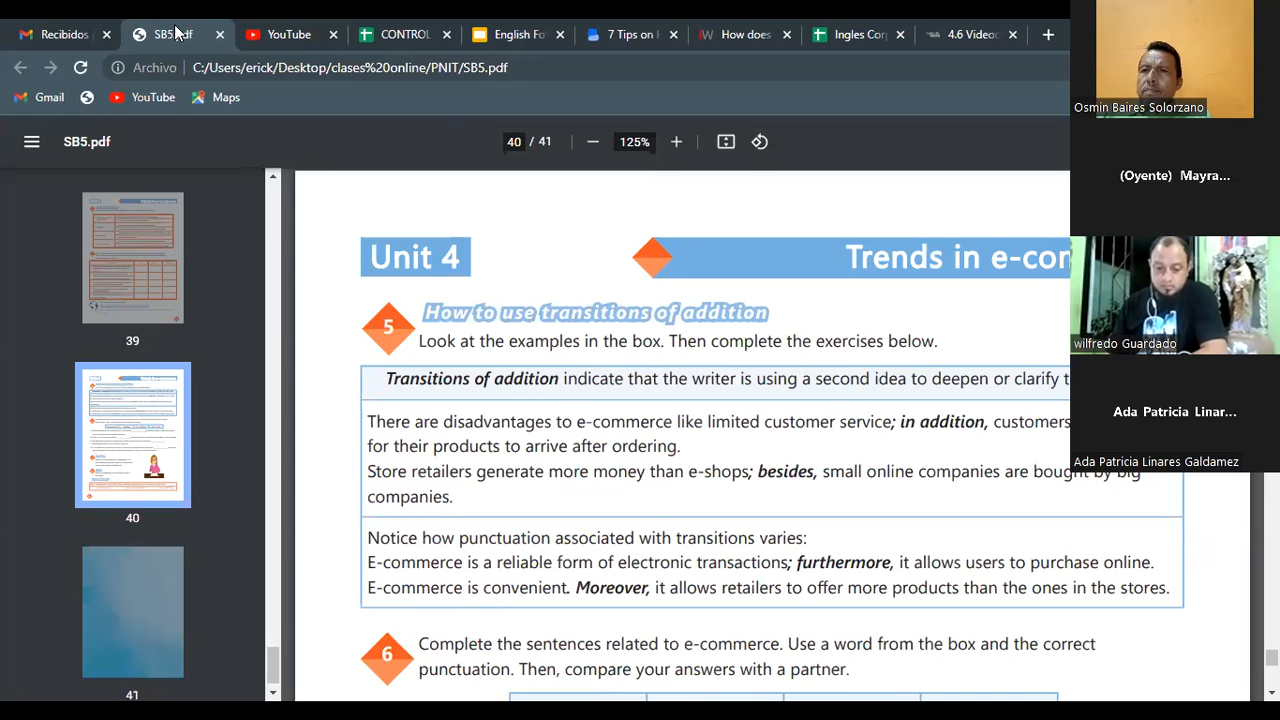 Recibidos
SB5.pdf
YouTube
CONTROL
English Fo
7 Tips on H
How does
Ingles Cor
4.6 Video
Archivo
C:/Users/erick/Desktop/clases%20online/PNIT/SB5.pdf
Gmail
YouTube
Maps
SB5.pdf
40 / 41
125%
39
40
41
Unit 4
Trends in e-con
5
How to use transitions of addition
Look at the examples in the box. Then complete the exercises below.
Transitions of addition indicate that the writer is using a second idea to deepen or clarify t
There are disadvantages to e-commerce like limited customer service; in addition, customers
for their products to arrive after ordering.
Store retailers generate more money than e-shops; besides, small online companies are bought by big
companies.
Notice how punctuation associated with transitions varies:
E-commerce is a reliable form of electronic transactions; furthermore, it allows users to purchase online.
E-commerce is convenient. Moreover, it allows retailers to offer more products than the ones in the stores.
6
Complete the sentences related to e-commerce. Use a word from the box and the correct
punctuation. Then, compare your answers with a partner.
Osmin Baires Solorzano
(Oyente) Mayra...
wilfredo Guardado
Ada Patricia Linar...
Ada Patricia Linares Galdamez